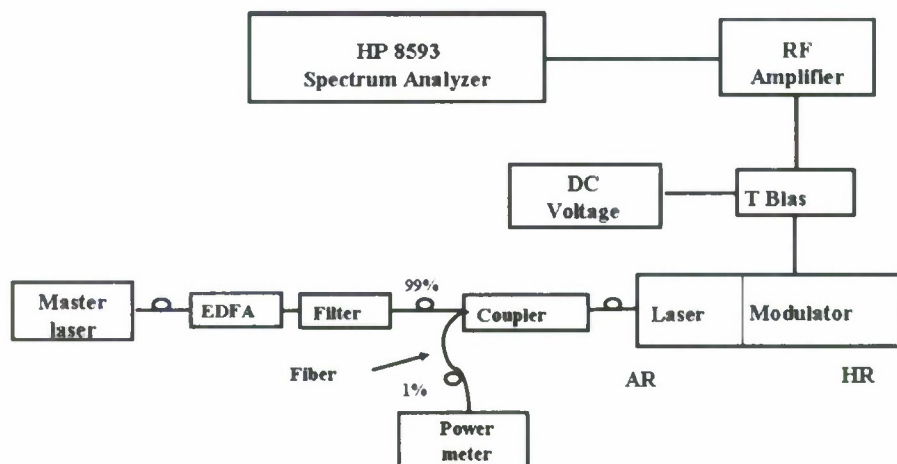 HP 8593
Spectrum Analyzer
RF
Amplifier
DC
Voltage
T Bias
Master
laser
EDFA
Filter
99%
Coupler
Laser
Modulator
Fiber
1%
AR
HR
Power
meter